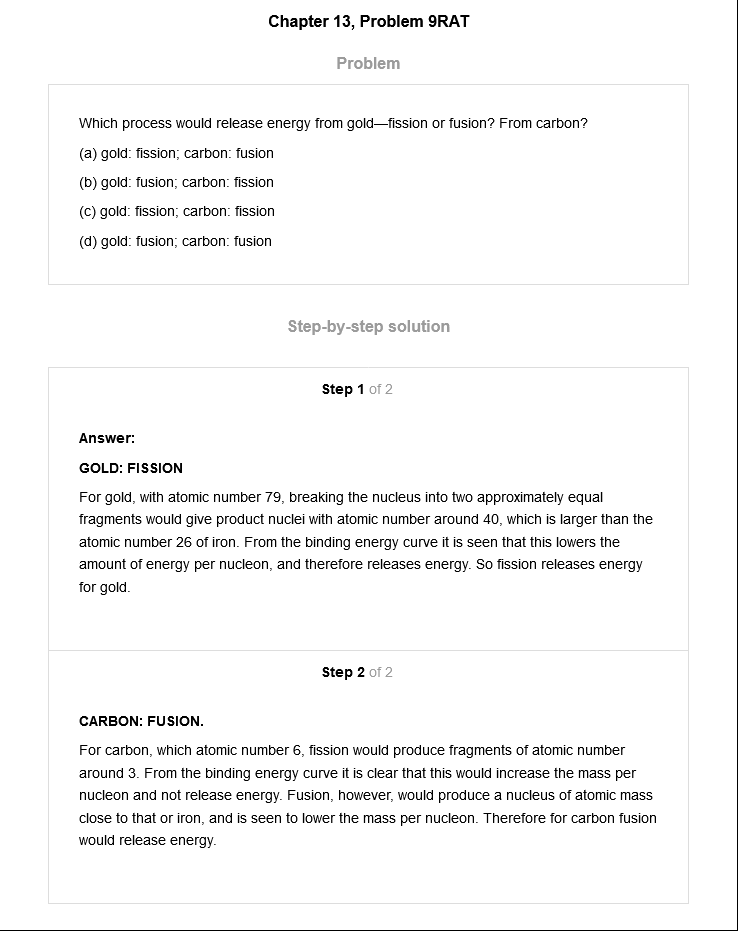 Chapter 13, Problem 9RAT
Problem
Which process would release energy from gold—fission or fusion? From carbon?
(a) gold: fission; carbon: fusion
(b) gold: fusion; carbon: fission
(c) gold: fission; carbon: fission
(d) gold: fusion; carbon: fusion
Step-by-step solution
Step 1 of 2
Answer:
GOLD: FISSION
For gold, with atomic number 79, breaking the nucleus into two approximately equal
fragments would give product nuclei with atomic number around 40, which is larger than the
atomic number 26 of iron. From the binding energy curve it is seen that this lowers the
amount of energy per nucleon, and therefore releases energy. So fission releases energy
for gold.
Step 2 of 2
CARBON: FUSION.
For carbon, which atomic number 6, fission would produce fragments of atomic number
around 3. From the binding energy curve it is clear that this would increase the mass per
nucleon and not release energy. Fusion, however, would produce a nucleus of atomic mass
close to that or iron, and is seen to lower the mass per nucleon. Therefore for carbon fusion
would release energy.